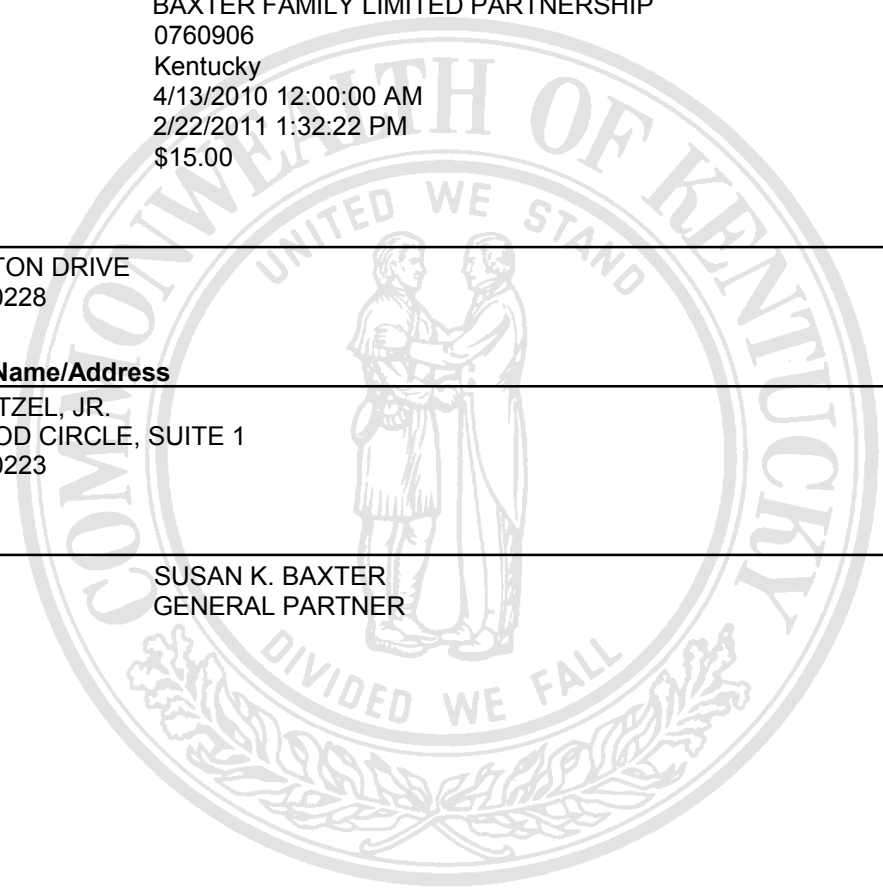 BAXTER FAMILY LIMITED PARTNERSHIP
0760906
Kentucky
4/13/2010 12:00:00 AM
2/22/2011 1:32:22 PM
$15.00
COMMONWEALTH OF KENTUCKY
UNITED WE STAND
TON DRIVE
0228
Name/Address
TZEL, JR.
OD CIRCLE, SUITE 1
0223
SUSAN K. BAXTER
GENERAL PARTNER
DIVIDED WE FALL